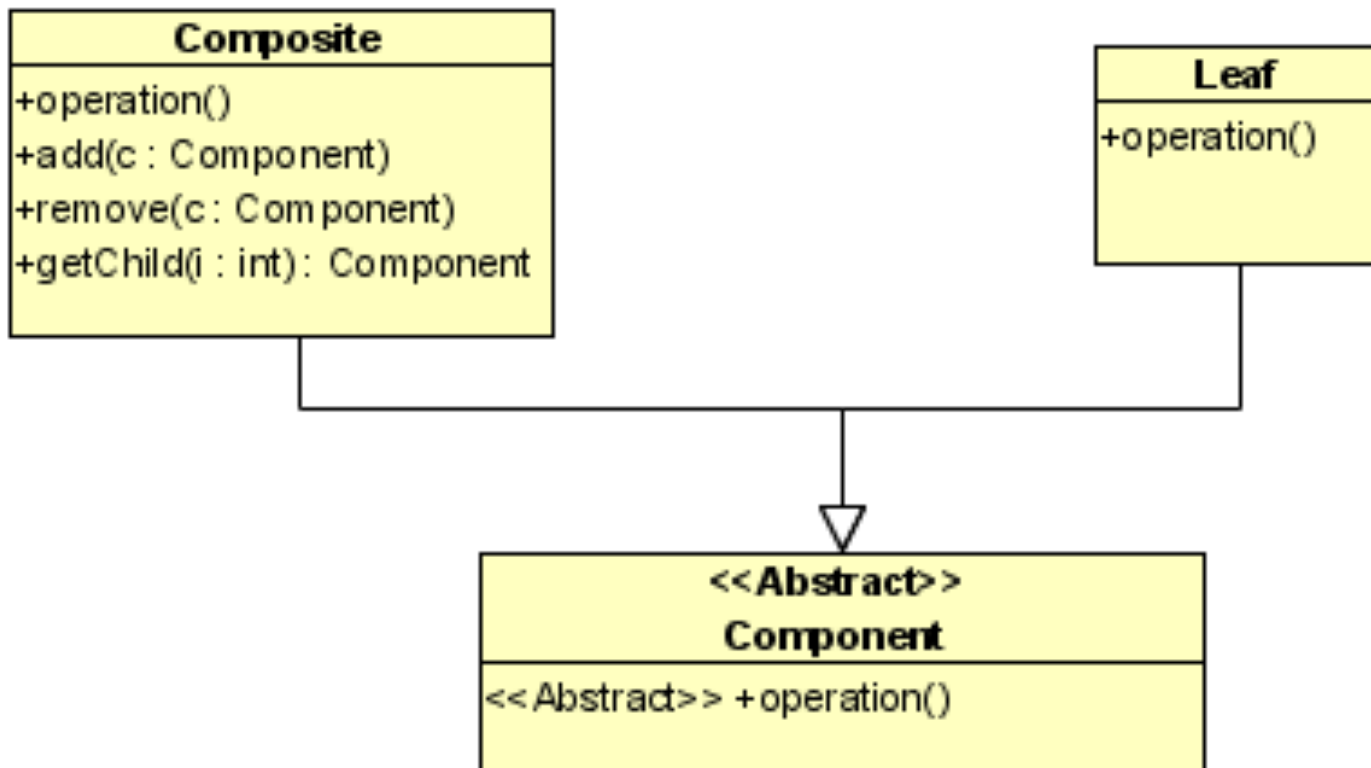 Composite
+operation()
+add(c : Component)
+remove(c : Component)
+getChild(i : int) : Component
Leaf
+operation()
<<Abstract>>
Component
<<Abstract>> +operation()